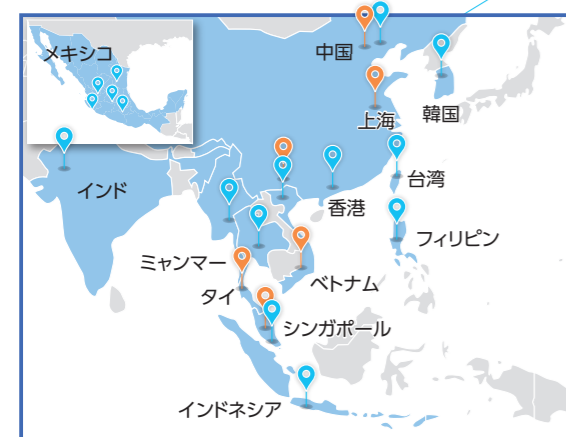 メキシコ
中国
上海
韓国
インド
台湾
香港
フィリピン
ミャンマー
タイ
ベトナム
シンガポール
インドネシア